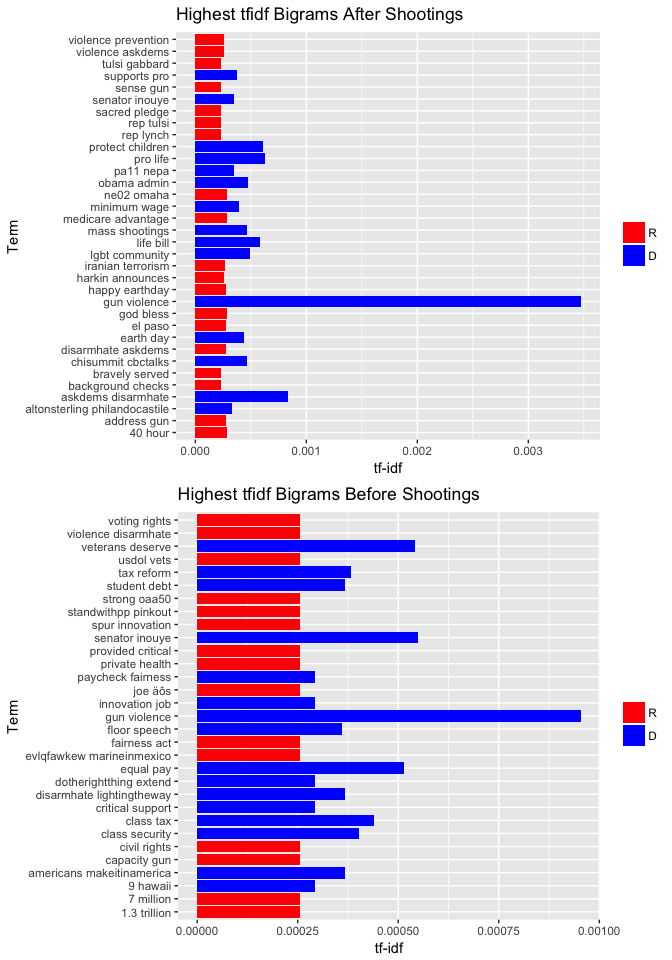 Highest tfidf Bigrams After Shootings
violence prevention
violence askdems
tulsi gabbard
supports pro
sense gun
senator inouye
sacred pledge
rep tulsi
rep lynch
protect children
pro life
pa11 nepa
obama admin
ne02 omaha
minimum wage
medicare advantage
mass shootings
life bill
lgbt community
iranian terrorism
harkin announces
happy earthday
gun violence
god bless
el paso
earth day
disarmhate askdems
chisummit cbctalks
bravely served
background checks
askdems disarmhate
altonsterling philandocastile
address gun
40 hour
Term
R
D
0.000 0.001 0.002 0.003
tf-idf
Highest tfidf Bigrams Before Shootings
voting rights
violence disarmhate
veterans deserve
usdol vets
tax reform
student debt
strong oaa50
standwithpp pinkout
spur innovation
senator inouye
provided critical
private health
paycheck fairness
joe äôs
innovation job
gun violence
floor speech
fairness act
evlqfawkew marineinmexico
equal pay
dotherightthing extend
disarmhate lightingtheway
critical support
class tax
class security
civil rights
capacity gun
americans makeitinamerica
9 hawaii
7 million
1.3 trillion
Term
R
D
0.00000 0.00025 0.00050 0.00075 0.00100
tf-idf